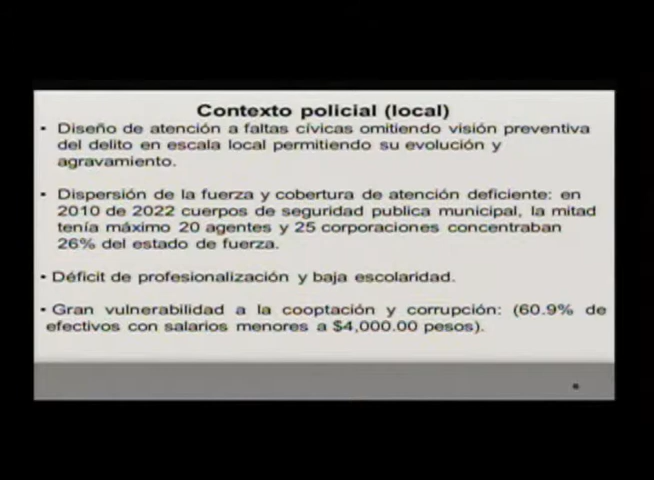 Contexto policial (local)
• Diseño de atención a faltas cívicas omitiendo visión preventiva
del delito en escala local permitiendo su evolución y
agravamiento.
• Dispersión de la fuerza y cobertura de atención deficiente: en
2010 de 2022 cuerpos de seguridad publica municipal, la mitad
tenía máximo 20 agentes y 25 corporaciones concentraban
26% del estado de fuerza.
• Déficit de profesionalización y baja escolaridad.
• Gran vulnerabilidad a la cooptación y corrupción: (60.9% de
efectivos con salarios menores a $4,000.00 pesos).